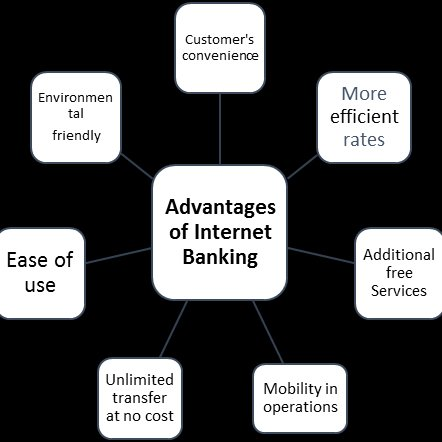 Customer's
convenience
More
efficient
rates
Additional
free
Services
Mobility in
operations
Unlimited
transfer
at no cost
Ease of
use
Environmen
tal
friendly
Advantages
of Internet
Banking